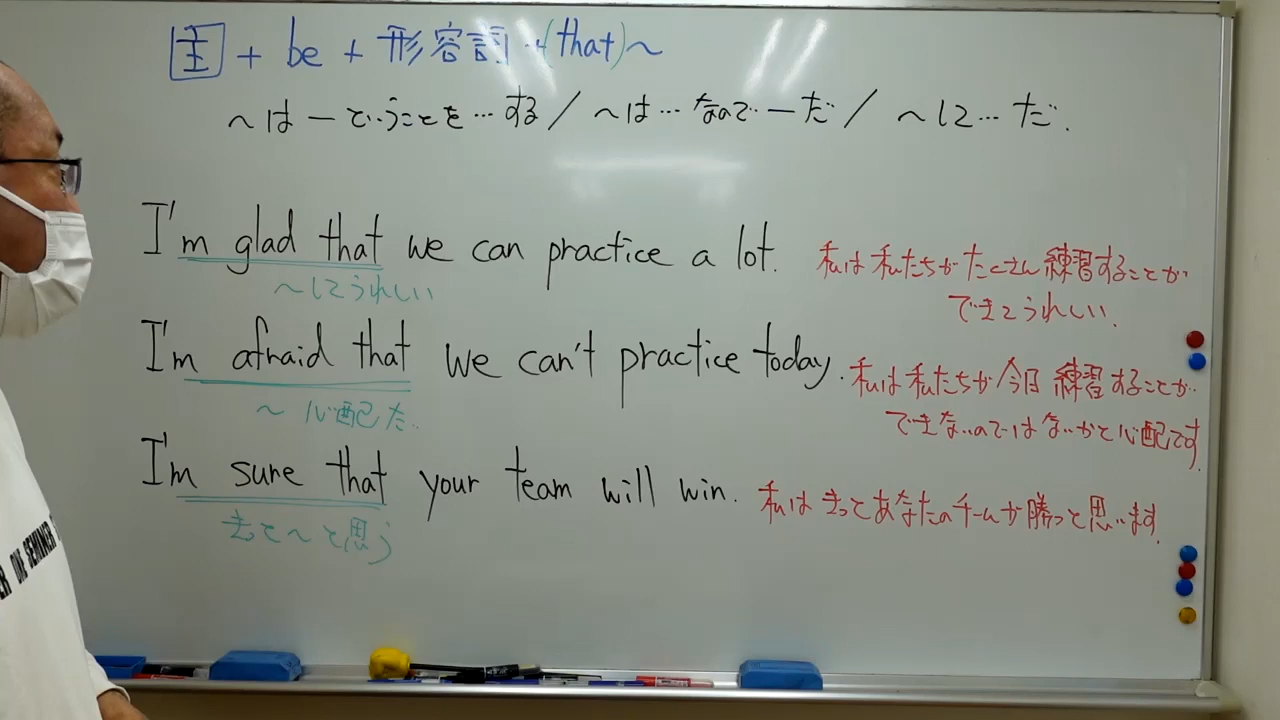 主 + be + 形容詞 + (that) ~
~は ー ということを … する / ~は … なので ー だ / ~して … だ.
I'm glad that we can practice a lot. 私は私たちがたくさん練習することが
~してうれしい できてうれしい.
I'm afraid that we can't practice today. 私は私たちが今日練習することが
~心配だ できないのではないかと心配です.
I'm sure that your team will win. 私はきっとあなたのチームが勝つと思います.
きっと~と思う